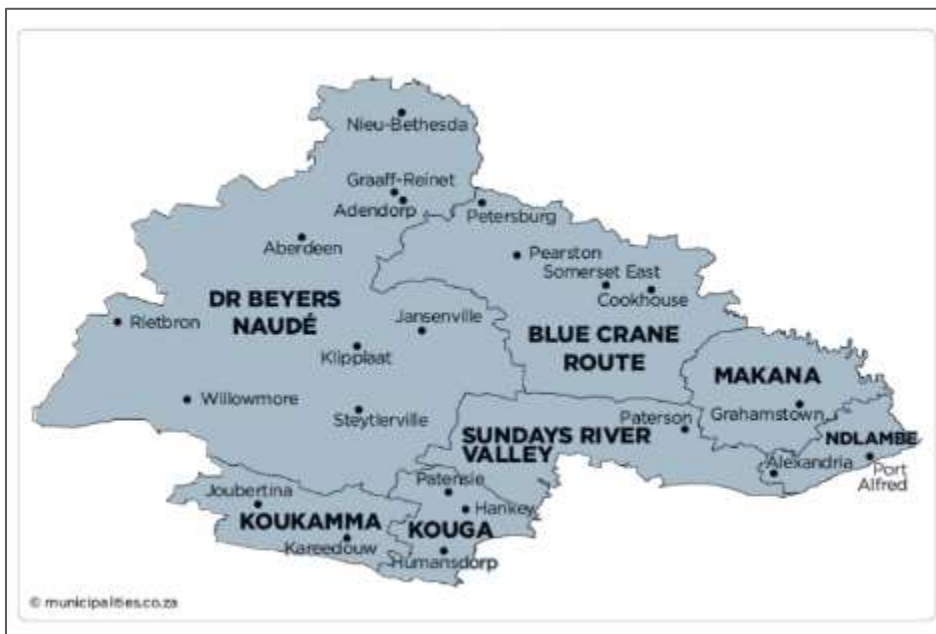 Nieu-Bethesda
Graaff-Reinet
Adendorp
Petersburg
Aberdeen
Pearston
Somerset East
Cookhouse
DR BEYERS
NAUDÉ
Rietbron
Jansenville
BLUE CRANE
ROUTE
Klipplaat
MAKANA
Willowmore
Steytlerville
Paterson
Grahamstown
SUNDAYS RIVER
VALLEY
NDLAMBE
Alexandria
Port
Alfred
Patensie
Joubertina
Hankey
KOUKAMMA
KOUGA
Kareedouw
Humansdorp
© municipalities.co.za